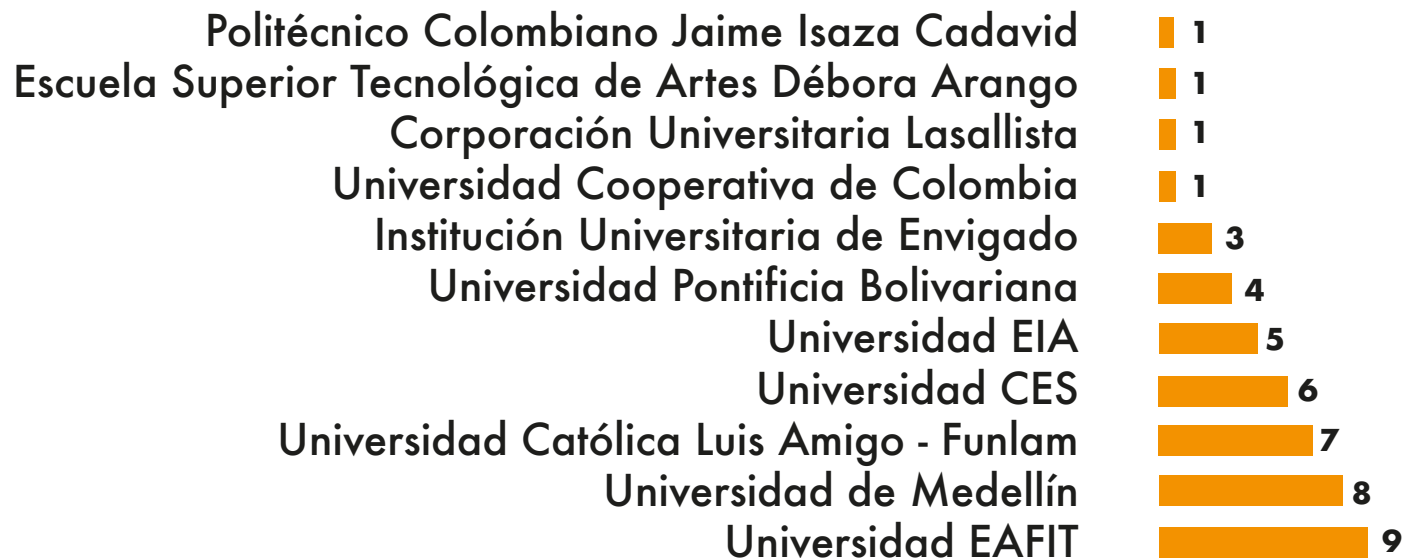 Politécnico Colombiano Jaime Isaza Cadavid 1
Escuela Superior Tecnológica de Artes Débora Arango 1
Corporación Universitaria Lasallista 1
Universidad Cooperativa de Colombia 1
Institución Universitaria de Envigado 3
Universidad Pontificia Bolivariana 4
Universidad EIA 5
Universidad CES 6
Universidad Católica Luis Amigo - Funlam 7
Universidad de Medellín 8
Universidad EAFIT 9